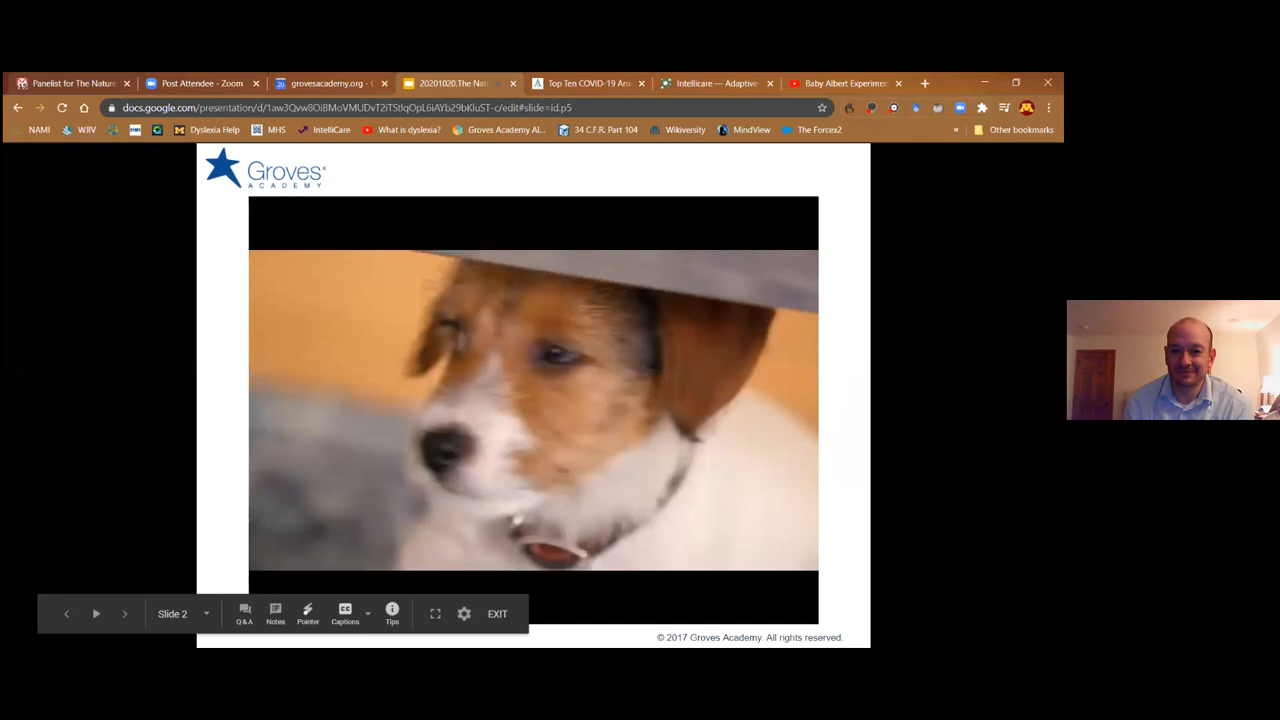 Panelist for The Nature
Post Attendee - Zoom
grovesacademy.org - C
20201020.The Nat
Top Ten COVID-19 An
Intellicare — Adaptive
Baby Albert Experimen
docs.google.com/presentation/d/1aw3Qvw8OiBMoVMUDvT2iTStlqOpL6iAYb29bKluST-c/edit#slide=id.p5
NAMI
WJIV
Dyslexia Help
MHS
IntelliCare
What is dyslexia?
Groves Academy Al...
34 C.F.R. Part 104
Wikiversity
MindView
The Forcex2
»
Other bookmarks
Groves®
ACADEMY
Slide 2
Q&A
Notes
Pointer
CC
Captions
Tips
EXIT
© 2017 Groves Academy. All rights reserved.